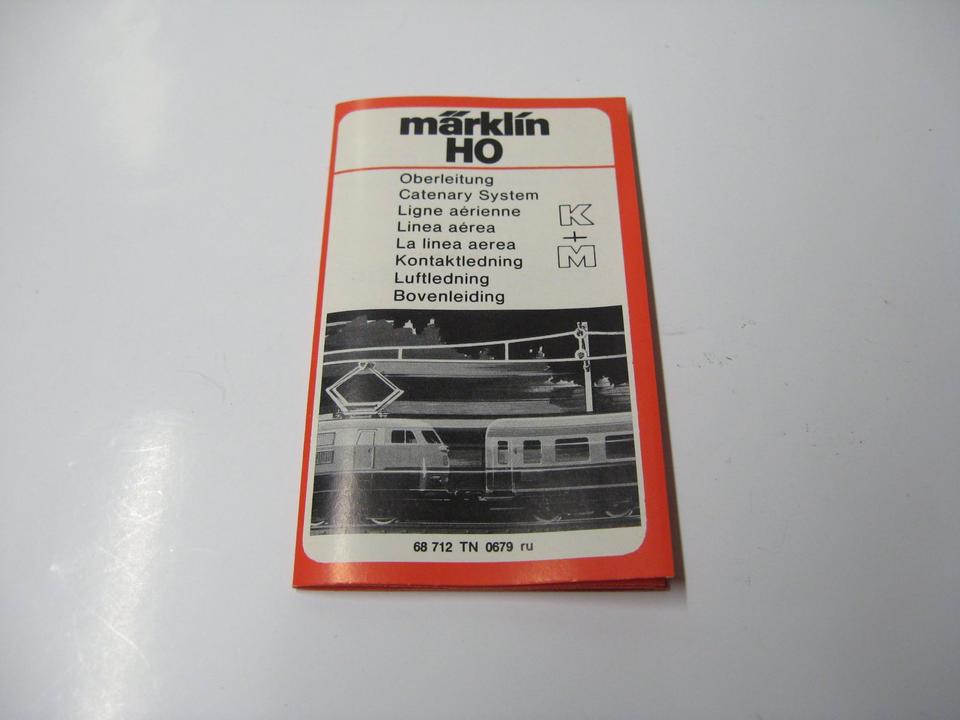 märklin
HO
Oberleitung
Catenary System
Ligne aérienne
Linea aérea
La linea aerea
Kontaktledning
Luftledning
Bovenleiding
K
+
M
68 712 TN 0679 ru